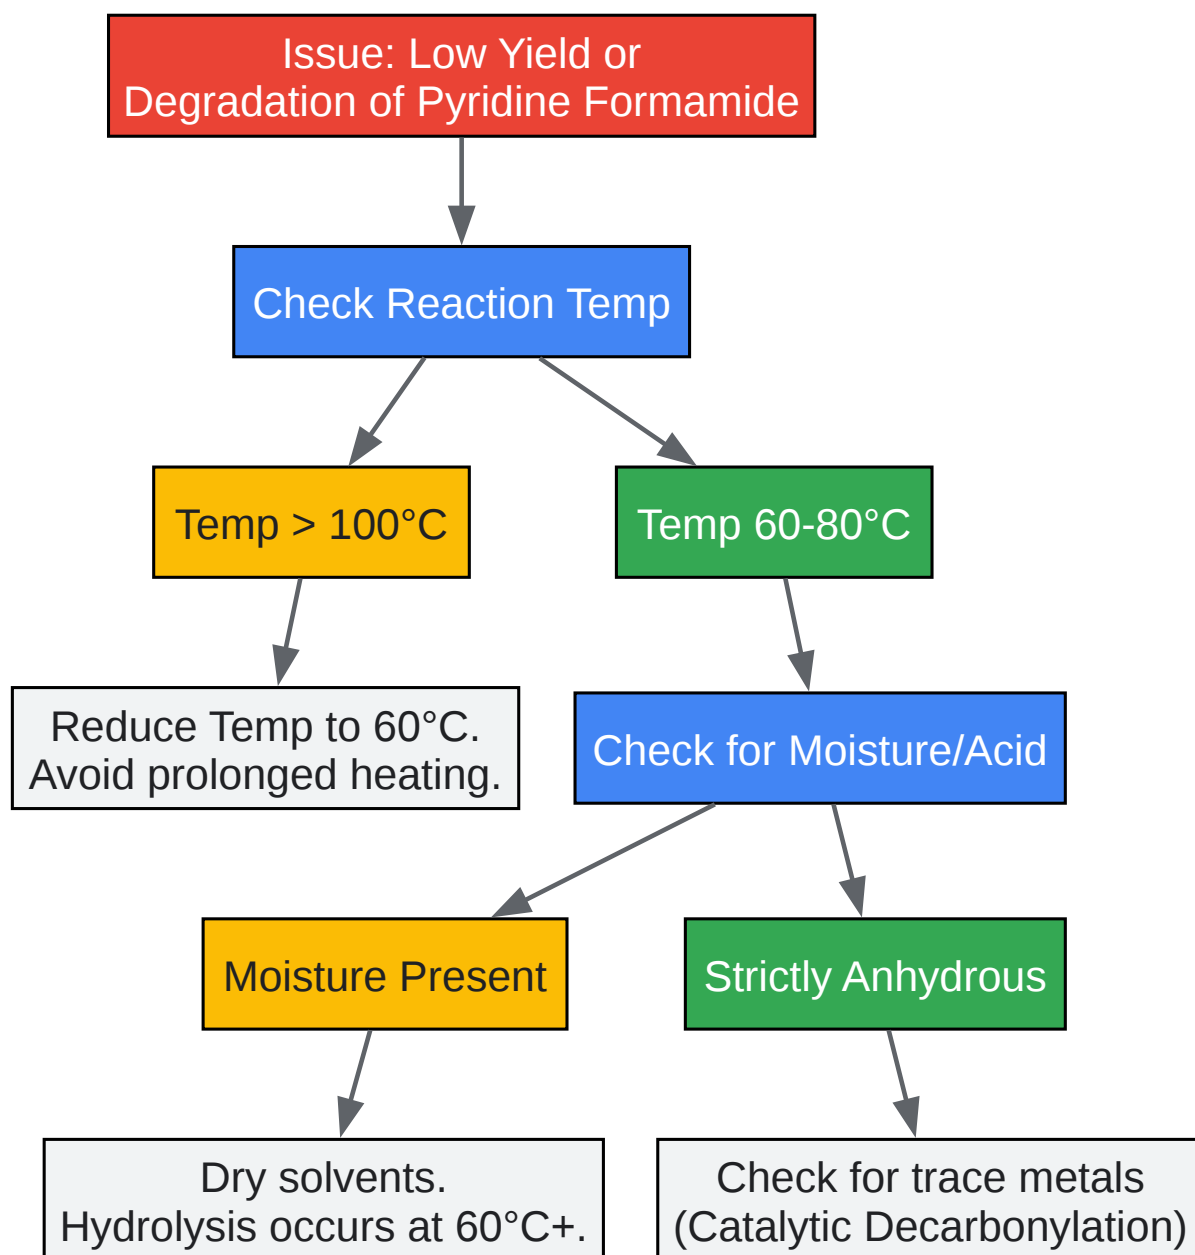 Issue: Low Yield or
Degradation of Pyridine Formamide
Check Reaction Temp
Temp > 100°C
Temp 60-80°C
Reduce Temp to 60°C.
Avoid prolonged heating.
Check for Moisture/Acid
Moisture Present
Strictly Anhydrous
Dry solvents.
Hydrolysis occurs at 60°C+.
Check for trace metals
(Catalytic Decarbonylation)